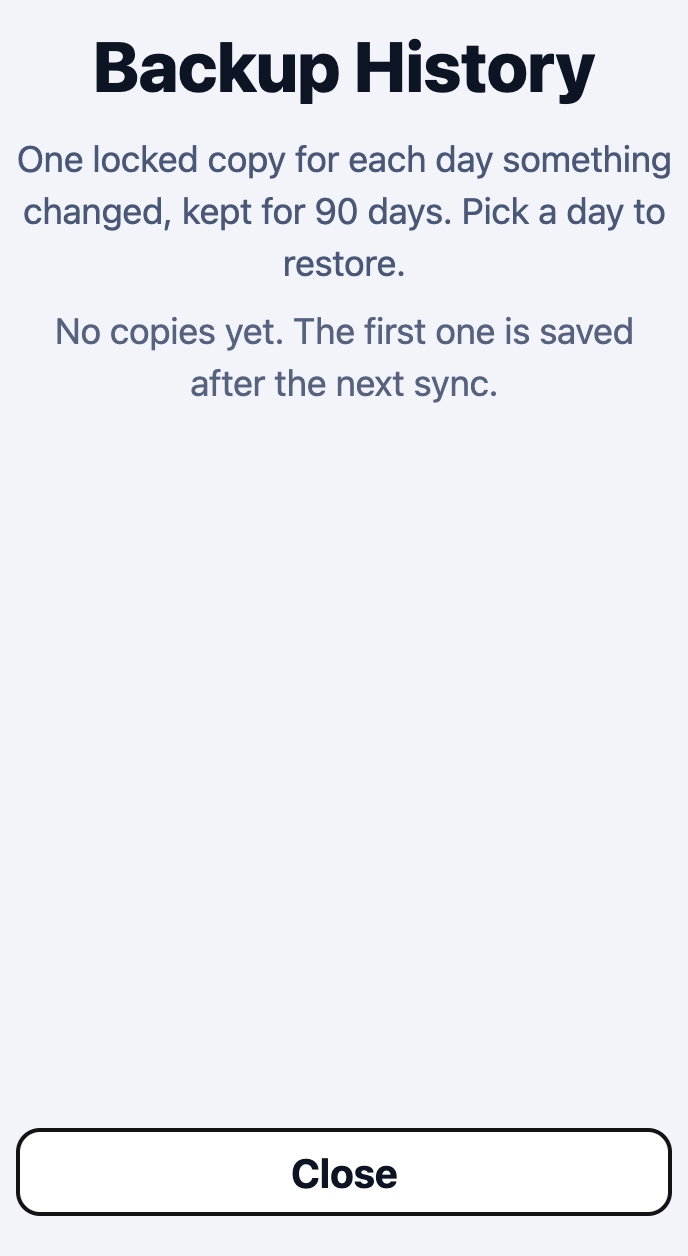 Backup History
One locked copy for each day something
changed, kept for 90 days. Pick a day to
restore.
No copies yet. The first one is saved
after the next sync.
Close